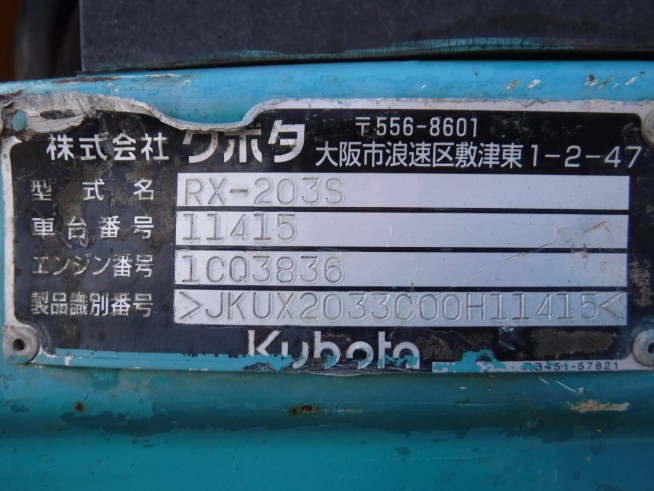 〒556-8601
株式会社 クボタ 大阪市浪速区敷津東1-2-47
型式名 RX-203S
車台番号 11415
エンジン番号 1CQ3836
製品識別番号 >JKUX2033C00H11415<
Kubota
R3451-57821